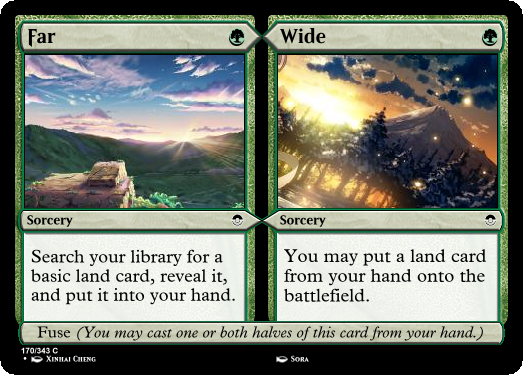 Far
Sorcery
Search your library for a
basic land card, reveal it,
and put it into your hand.
Wide
Sorcery
You may put a land card
from your hand onto the
battlefield.
Fuse (You may cast one or both halves of this card from your hand.)
170/343 C
• Xinhai Cheng
Sora